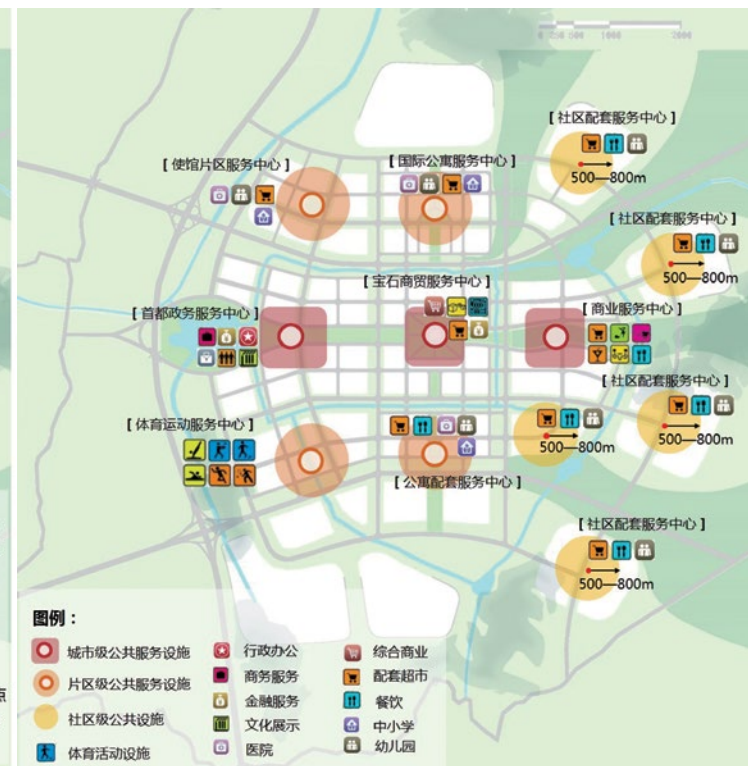 0 250 500 1000 2000
[ 社区配套服务中心 ]
500—800m
[ 使馆片区服务中心 ]
[ 国际公寓服务中心 ]
[ 社区配套服务中心 ]
500—800m
[ 宝石商贸服务中心 ]
[ 首都政务服务中心 ]
[ 商业服务中心 ]
[ 社区配套服务中心 ]
500—800m
500—800m
[ 体育运动服务中心 ]
[ 公寓配套服务中心 ]
[ 社区配套服务中心 ]
500—800m
图例：
城市级公共服务设施
片区级公共服务设施
社区级公共设施
体育活动设施
行政办公
商务服务
金融服务
文化展示
医院
综合商业
配套超市
餐饮
中小学
幼儿园
点